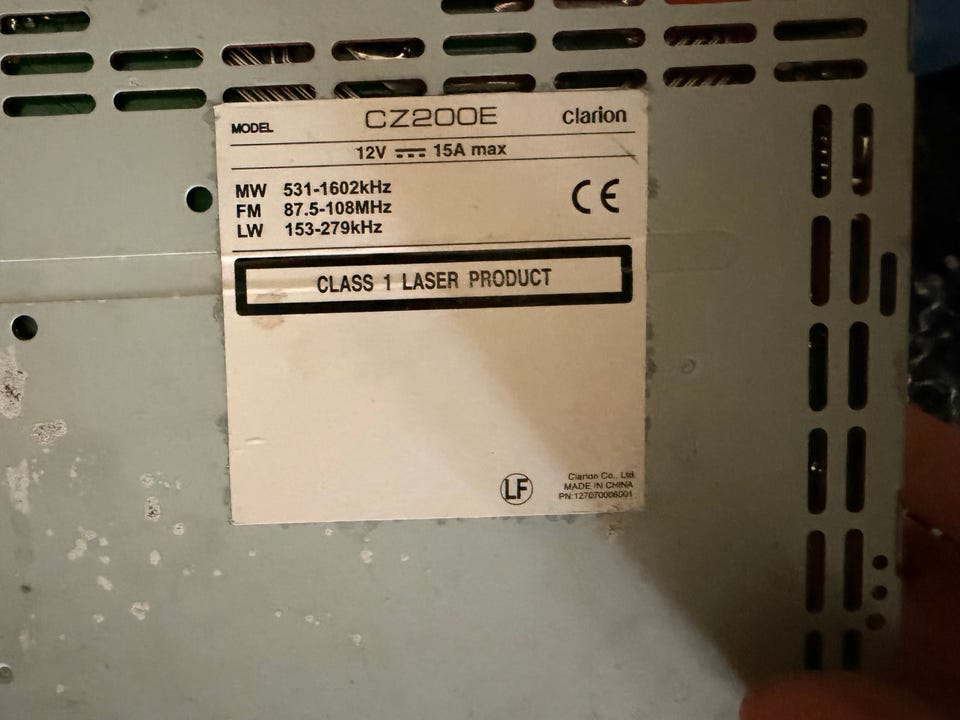 MODEL CZ200E clarion
12V ⎓ 15A max
MW 531-1602kHz
FM 87.5-108MHz
LW 153-279kHz
CE
CLASS 1 LASER PRODUCT
LF
Clarion Co., Ltd.
MADE IN CHINA
PN:127070006001